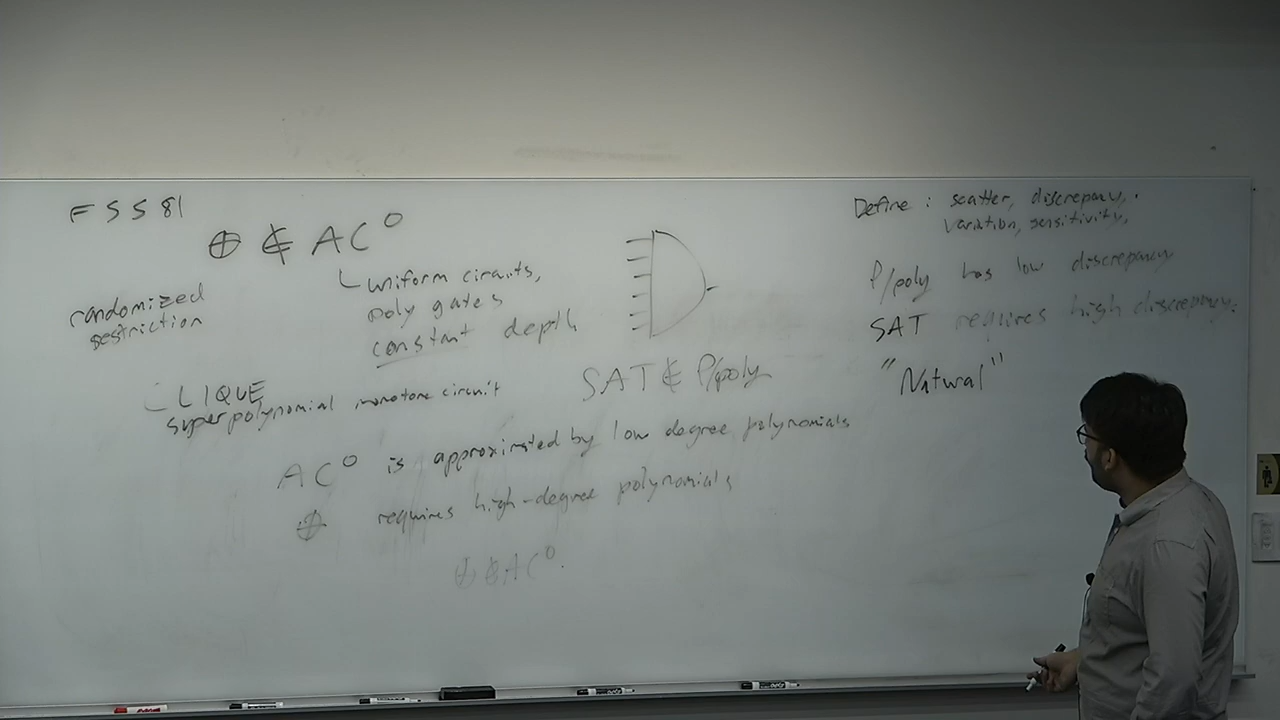 FSS 81
⊕ ∉ AC⁰
uniform circuits,
poly gates
constant depth
randomized
restriction
CLIQUE
superpolynomial monotone circuit
SAT ∉ P/poly
AC⁰ is approximated by low degree polynomials
⊕ requires high-degree polynomials
⊕ ∉ AC⁰.
Define: scatter, discrepancy,
variation, sensitivity,
P/poly has low discrepancy
SAT requires high discrepancy.
"Natural"